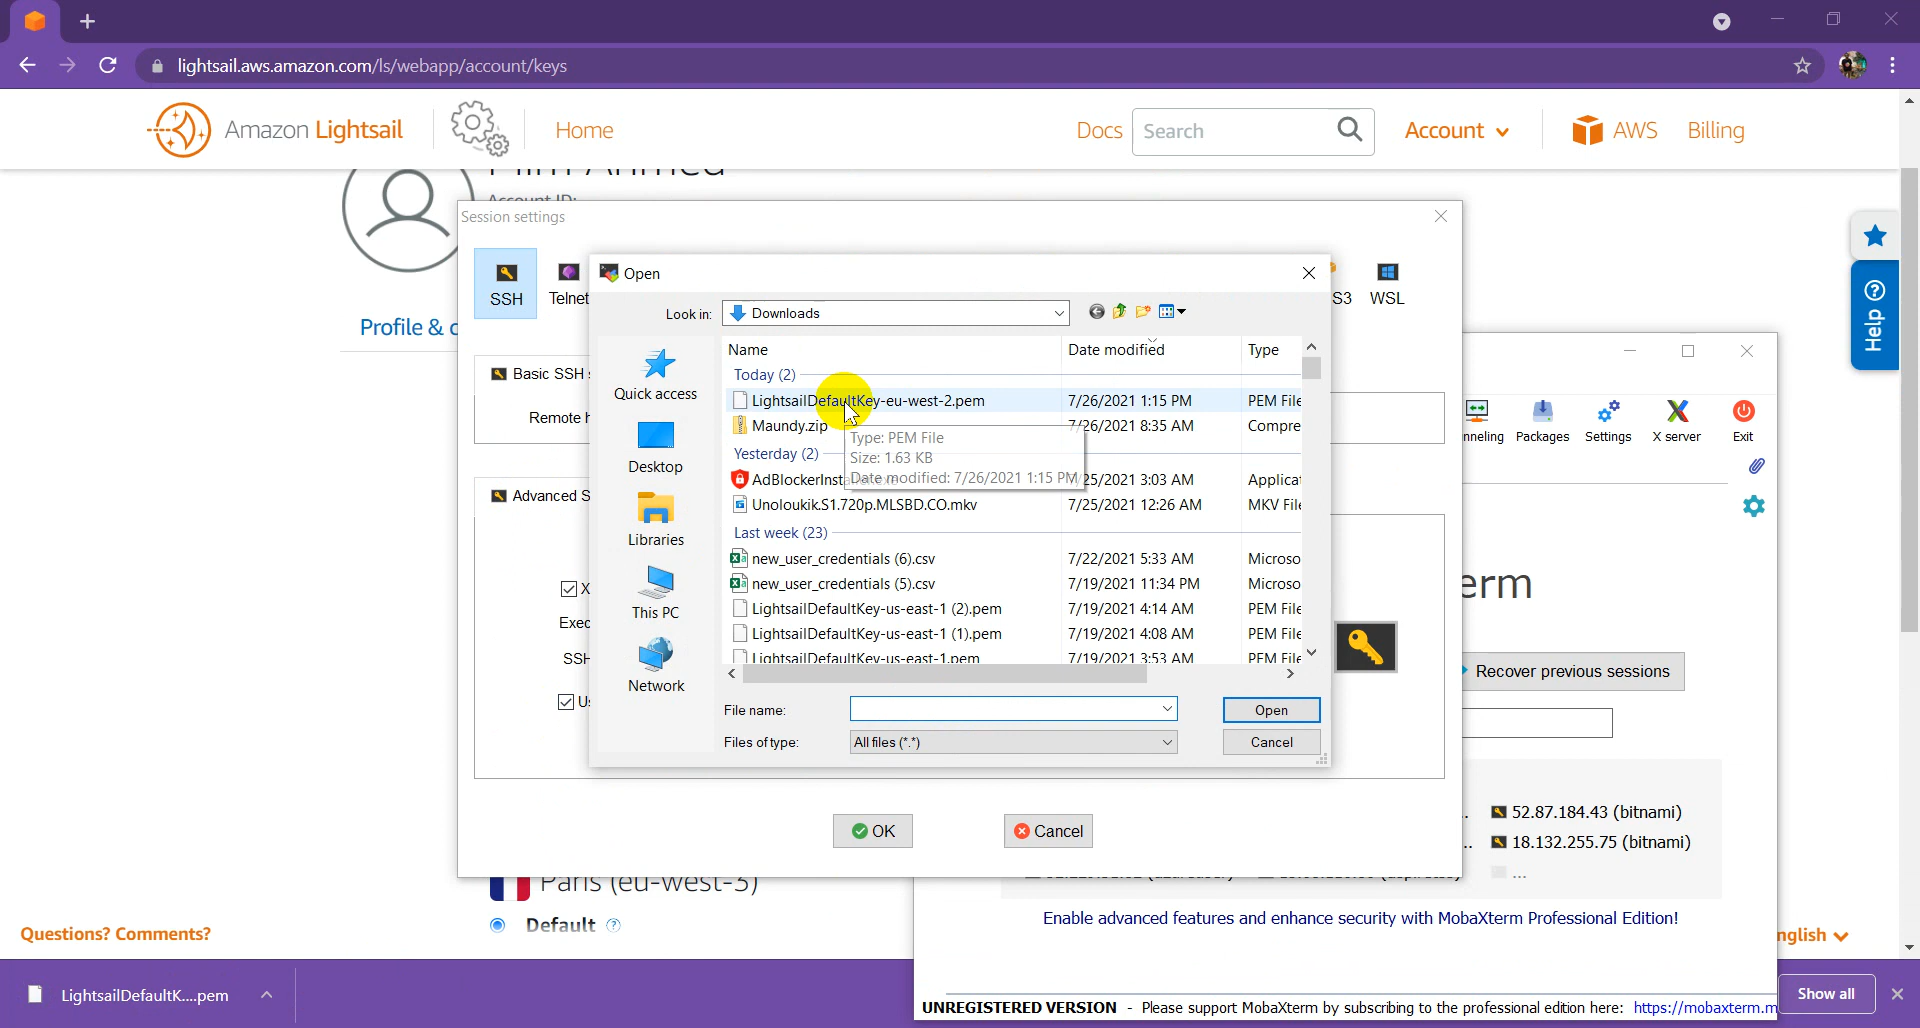 lightsail.aws.amazon.com/ls/webapp/account/keys
Amazon Lightsail
Home
Docs
Search
Account
AWS
Billing
Help
Session settings
SSH
Telnet
S3
WSL
Profile &
Basic SSH
Remote
Advanced S
SSH
Open
Look in:
Downloads
Quick access
Desktop
Libraries
This PC
Network
Name Date modified Type
Today (2)
LightsailDefaultKey-eu-west-2.pem 7/26/2021 1:15 PM PEM File
Maundy.zip 7/26/2021 8:35 AM Compre
Type: PEM File
Size: 1.63 KB
Date modified: 7/26/2021 1:15 PM
Yesterday (2)
AdBlockerInst /25/2021 3:03 AM Applica
Unoloukik.S1.720p.MLSBD.CO.mkv 7/25/2021 12:26 AM MKV File
Last week (23)
new_user_credentials (6).csv 7/22/2021 5:33 AM Microso
new_user_credentials (5).csv 7/19/2021 11:34 PM Microso
LightsailDefaultKey-us-east-1 (2).pem 7/19/2021 4:14 AM PEM File
LightsailDefaultKey-us-east-1 (1).pem 7/19/2021 4:08 AM PEM File
LightsailDefaultKey-us-east-1.pem 7/19/2021 3:53 AM PEM File
File name:
Open
Files of type:
All files (*.*)
Cancel
OK
Cancel
nneling
Packages
Settings
X server
Exit
erm
Recover previous sessions
52.87.184.43 (bitnami)
18.132.255.75 (bitnami)
...
Enable advanced features and enhance security with MobaXterm Professional Edition!
UNREGISTERED VERSION - Please support MobaXterm by subscribing to the professional edition here: https://mobaxterm.m
Paris (eu-west-3)
Default
Questions? Comments?
nglish
LightsailDefaultK....pem
Show all